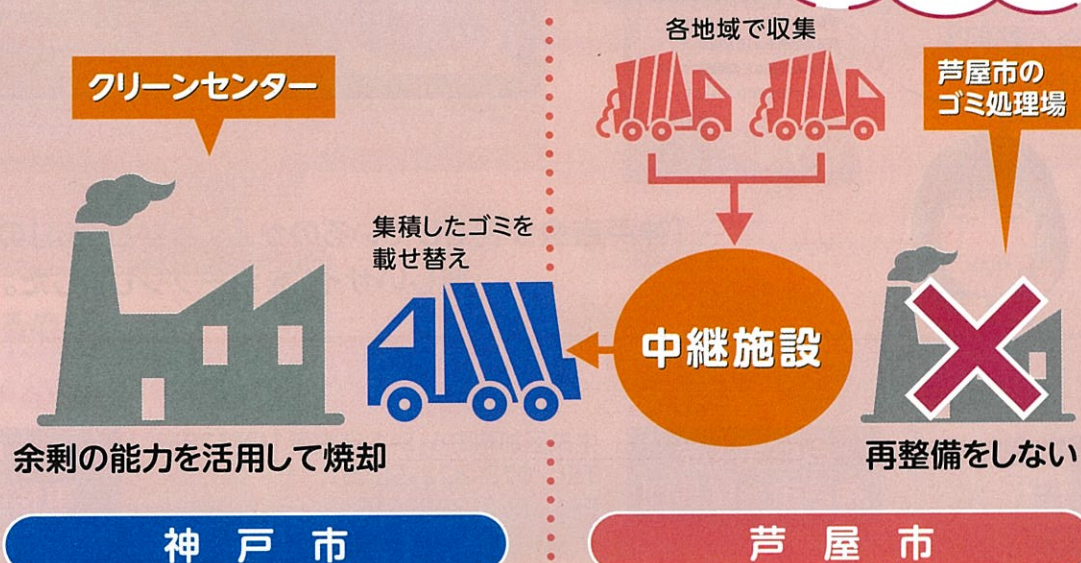 各地域で収集
クリーンセンター
芦屋市の
ゴミ処理場
集積したゴミを
載せ替え
中継施設
余剰の能力を活用して焼却
再整備をしない
神戸市
芦屋市